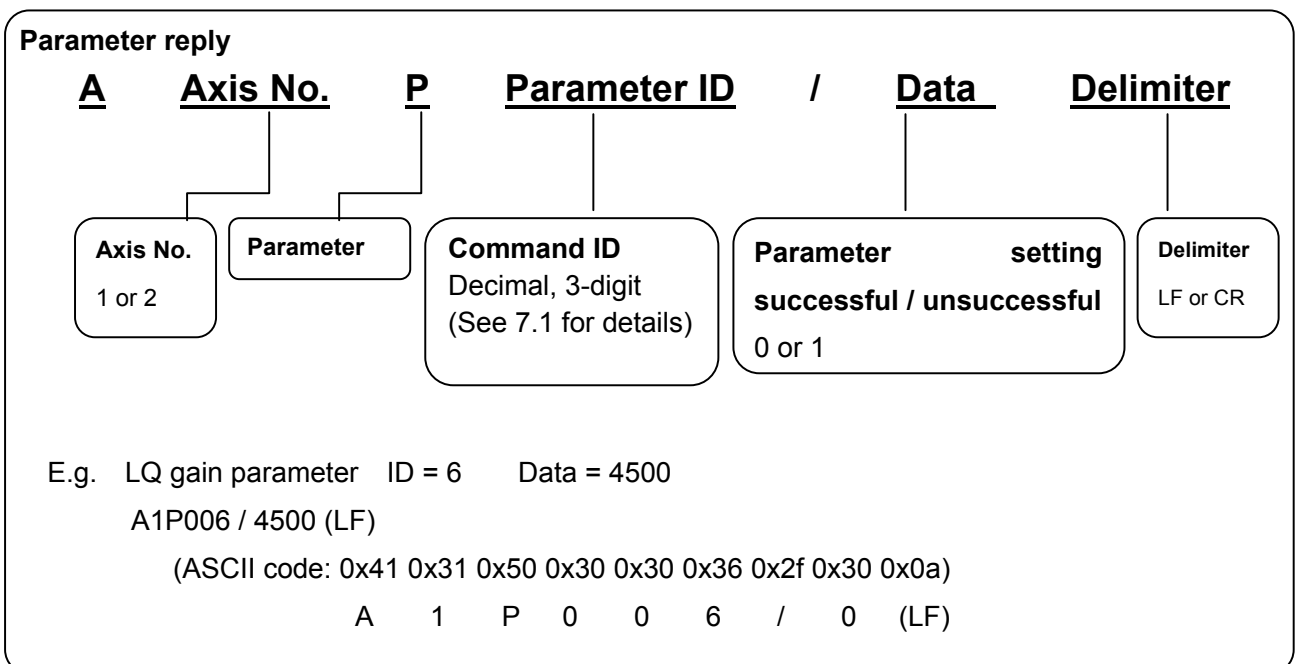 Parameter reply
A Axis No. P Parameter ID / Data Delimiter
Axis No.
1 or 2
Parameter
Command ID
Decimal, 3-digit
(See 7.1 for details)
Parameter setting
successful / unsuccessful
0 or 1
Delimiter
LF or CR
E.g. LQ gain parameter ID = 6 Data = 4500
A1P006 / 4500 (LF)
(ASCII code: 0x41 0x31 0x50 0x30 0x30 0x36 0x2f 0x30 0x0a)
A 1 P 0 0 6 / 0 (LF)